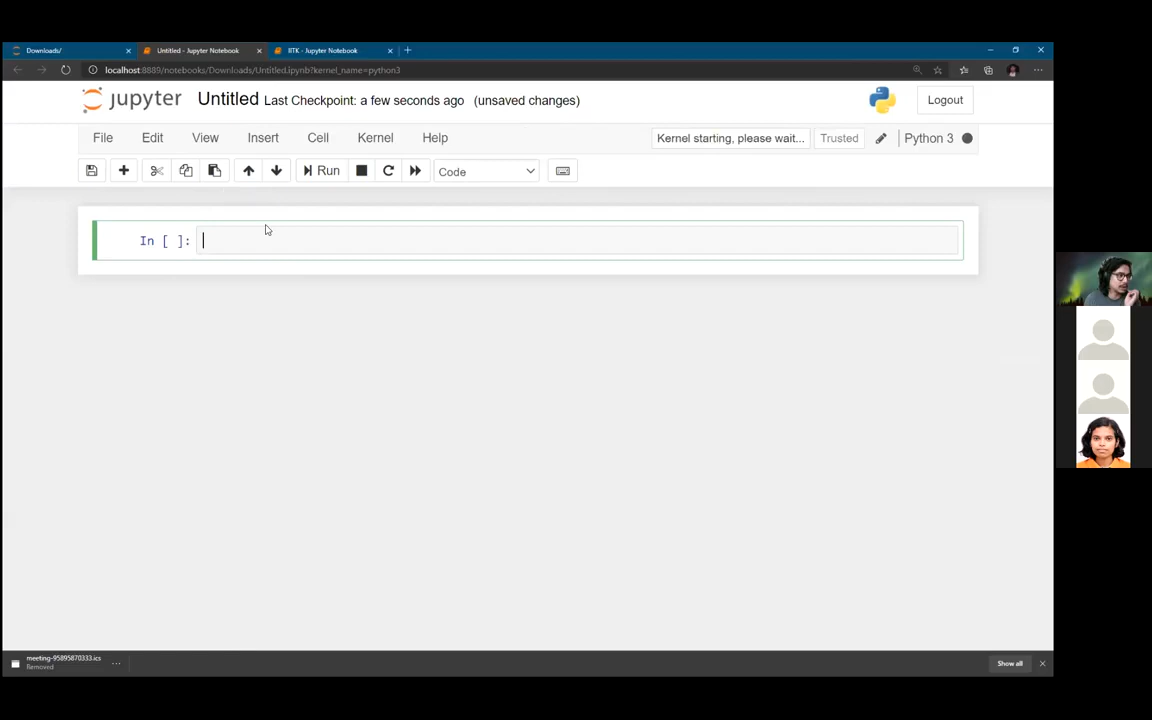 Downloads/
Untitled - Jupyter Notebook
IITK - Jupyter Notebook
localhost:8889/notebooks/Downloads/Untitled.ipynb?kernel_name=python3
jupyter Untitled Last Checkpoint: a few seconds ago (unsaved changes)
Logout
File Edit View Insert Cell Kernel Help
Kernel starting, please wait... Trusted Python 3
Run Code
In [ ]:
meeting-95895870333.ics
Removed
Show all